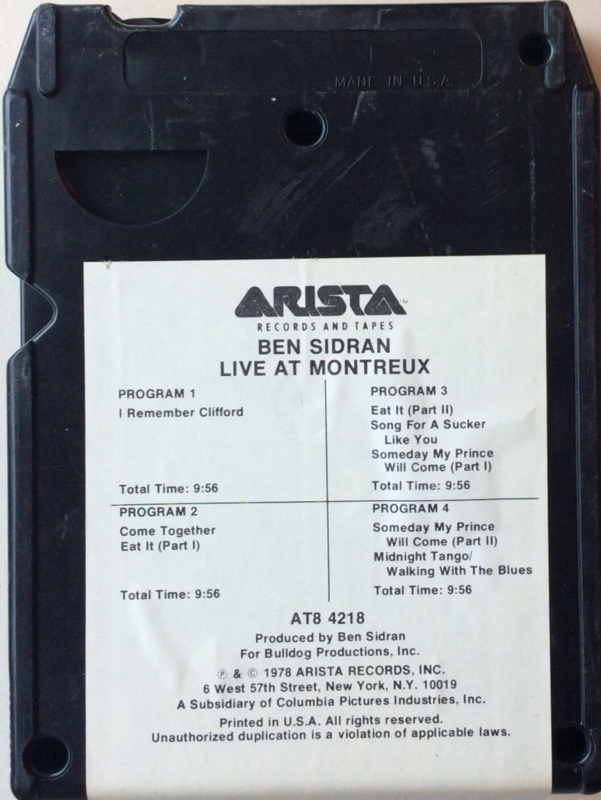 MADE IN U.S.A.
ARISTA™
RECORDS AND TAPES
BEN SIDRAN
LIVE AT MONTREUX
PROGRAM 1
I Remember Clifford
Total Time: 9:56
PROGRAM 2
Come Together
Eat It (Part I)
Total Time: 9:56
PROGRAM 3
Eat It (Part II)
Song For A Sucker
Like You
Someday My Prince
Will Come (Part I)
Total Time: 9:56
PROGRAM 4
Someday My Prince
Will Come (Part II)
Midnight Tango/
Walking With The Blues
Total Time: 9:56
AT8 4218
Produced by Ben Sidran
For Bulldog Productions, Inc.
℗ & © 1978 ARISTA RECORDS, INC.
6 West 57th Street, New York, N.Y. 10019
A Subsidiary of Columbia Pictures Industries, Inc.
Printed in U.S.A. All rights reserved.
Unauthorized duplication is a violation of applicable laws.